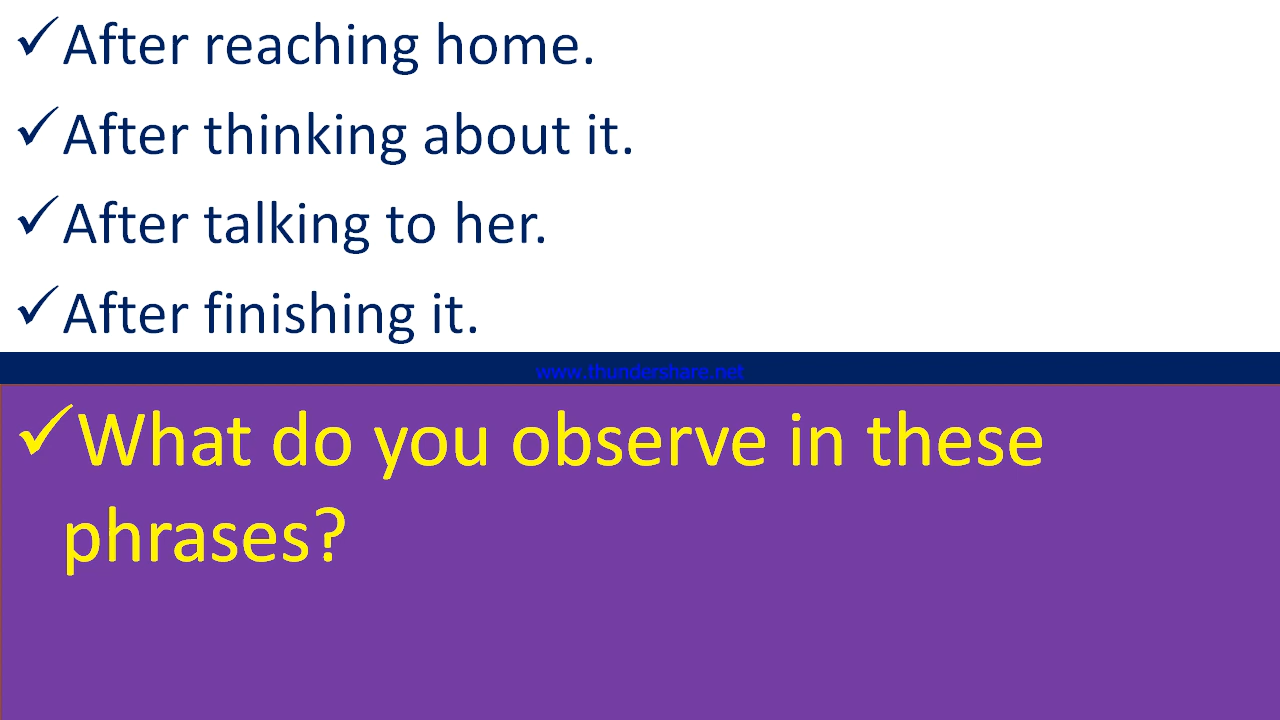 ✓After reaching home.
✓After thinking about it.
✓After talking to her.
✓After finishing it.
www.thundershare.net
✓What do you observe in these
phrases?